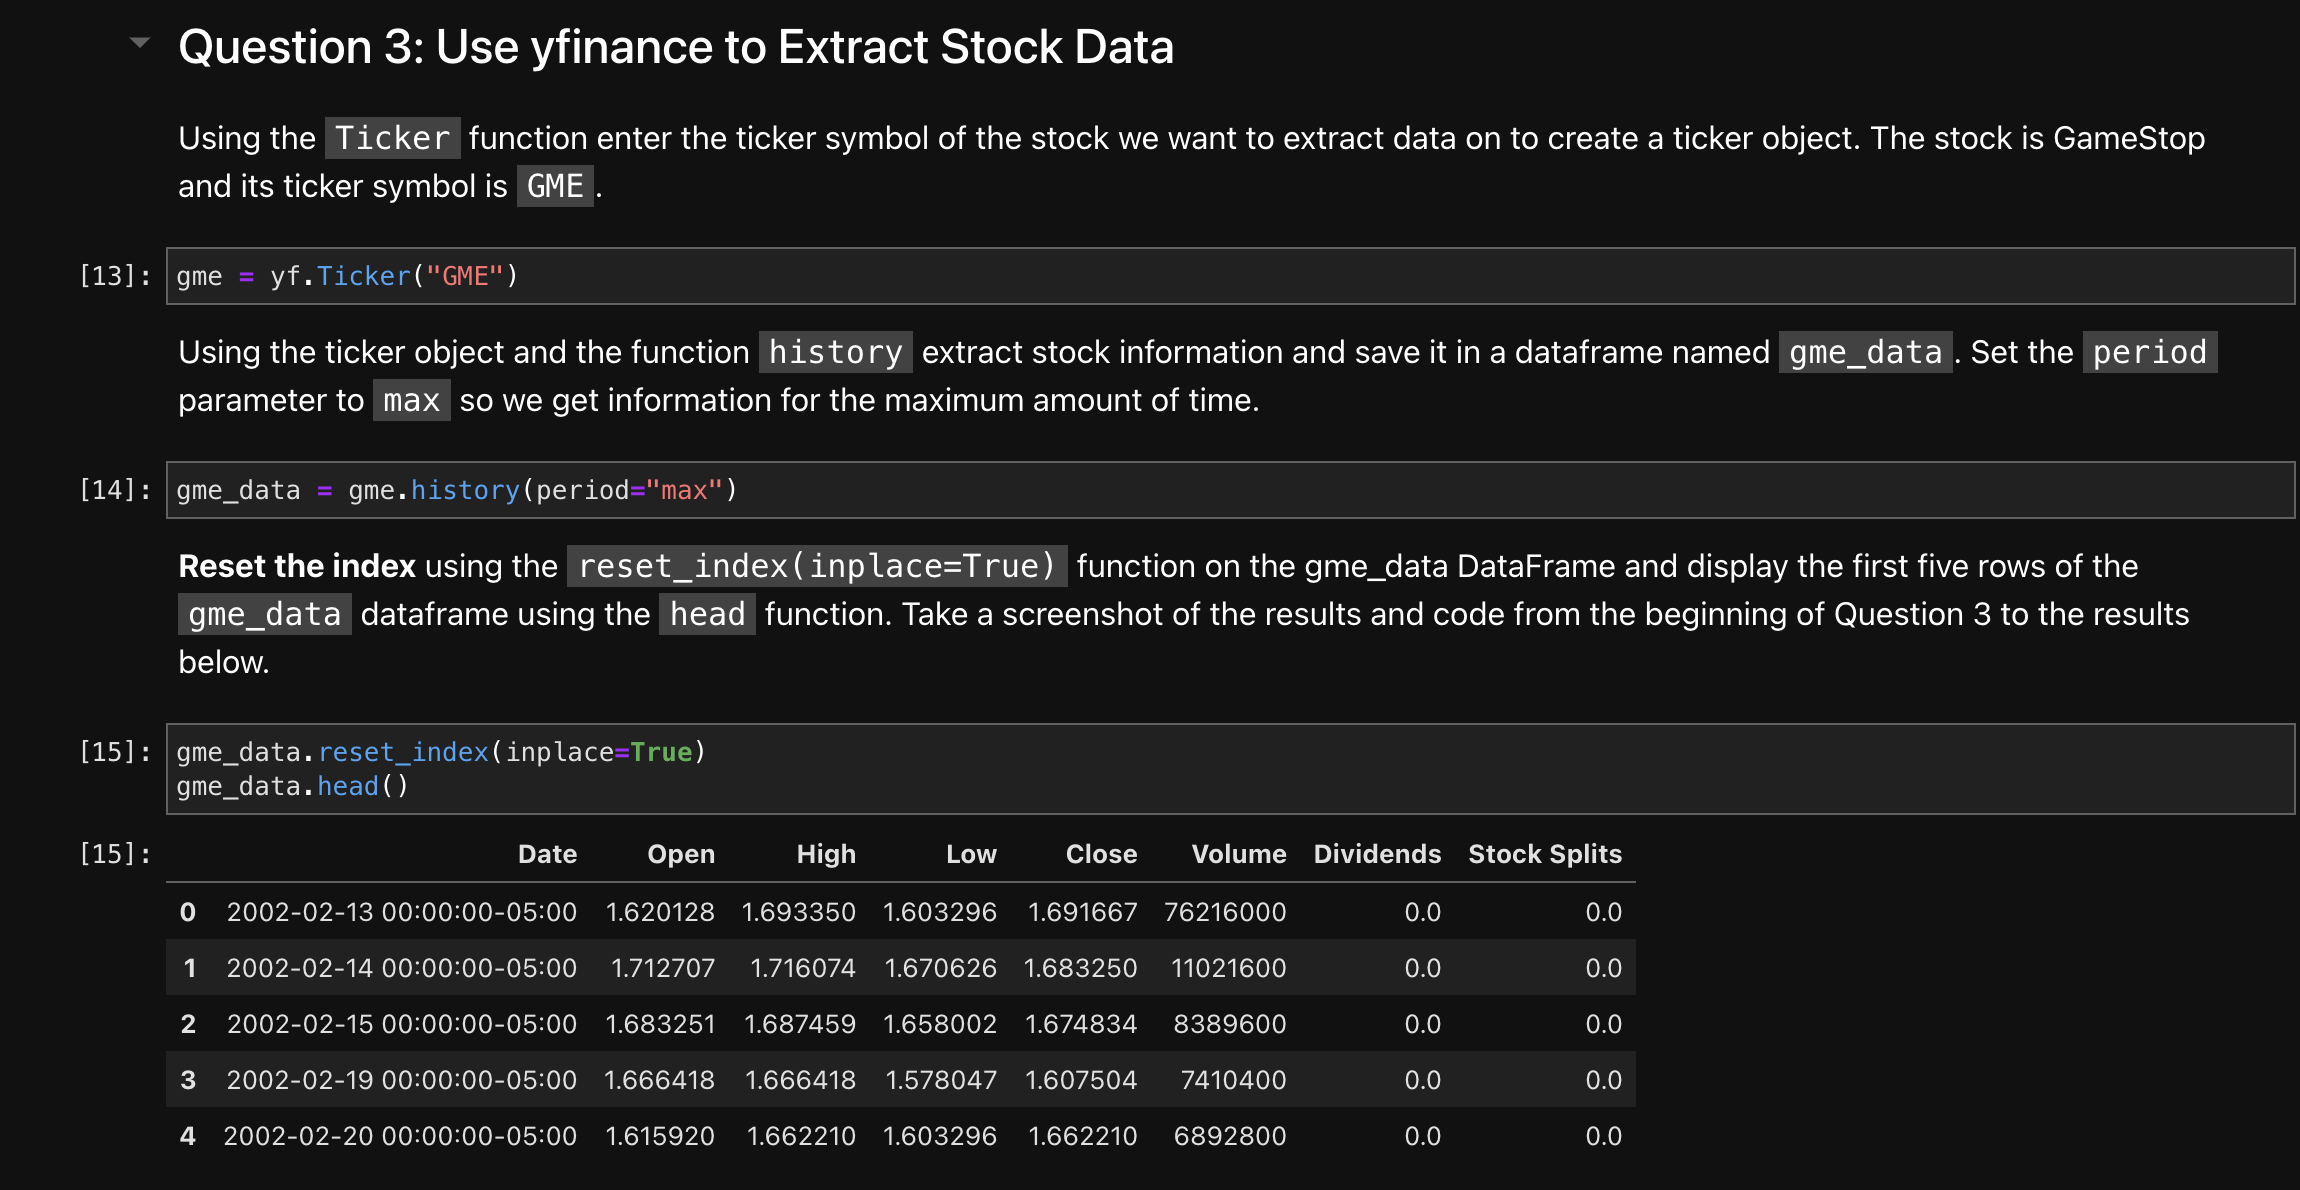 Question 3: Use yfinance to Extract Stock Data
Using the Ticker function enter the ticker symbol of the stock we want to extract data on to create a ticker object. The stock is GameStop
and its ticker symbol is GME.
[13]: gme = yf.Ticker("GME")
Using the ticker object and the function history extract stock information and save it in a dataframe named gme_data. Set the period
parameter to max so we get information for the maximum amount of time.
[14]: gme_data = gme.history(period="max")
Reset the index using the reset_index(inplace=True) function on the gme_data DataFrame and display the first five rows of the
gme_data dataframe using the head function. Take a screenshot of the results and code from the beginning of Question 3 to the results
below.
[15]: gme_data.reset_index(inplace=True)
gme_data.head()
[15]: Date Open High Low Close Volume Dividends Stock Splits
0 2002-02-13 00:00:00-05:00 1.620128 1.693350 1.603296 1.691667 76216000 0.0 0.0
1 2002-02-14 00:00:00-05:00 1.712707 1.716074 1.670626 1.683250 11021600 0.0 0.0
2 2002-02-15 00:00:00-05:00 1.683251 1.687459 1.658002 1.674834 8389600 0.0 0.0
3 2002-02-19 00:00:00-05:00 1.666418 1.666418 1.578047 1.607504 7410400 0.0 0.0
4 2002-02-20 00:00:00-05:00 1.615920 1.662210 1.603296 1.662210 6892800 0.0 0.0